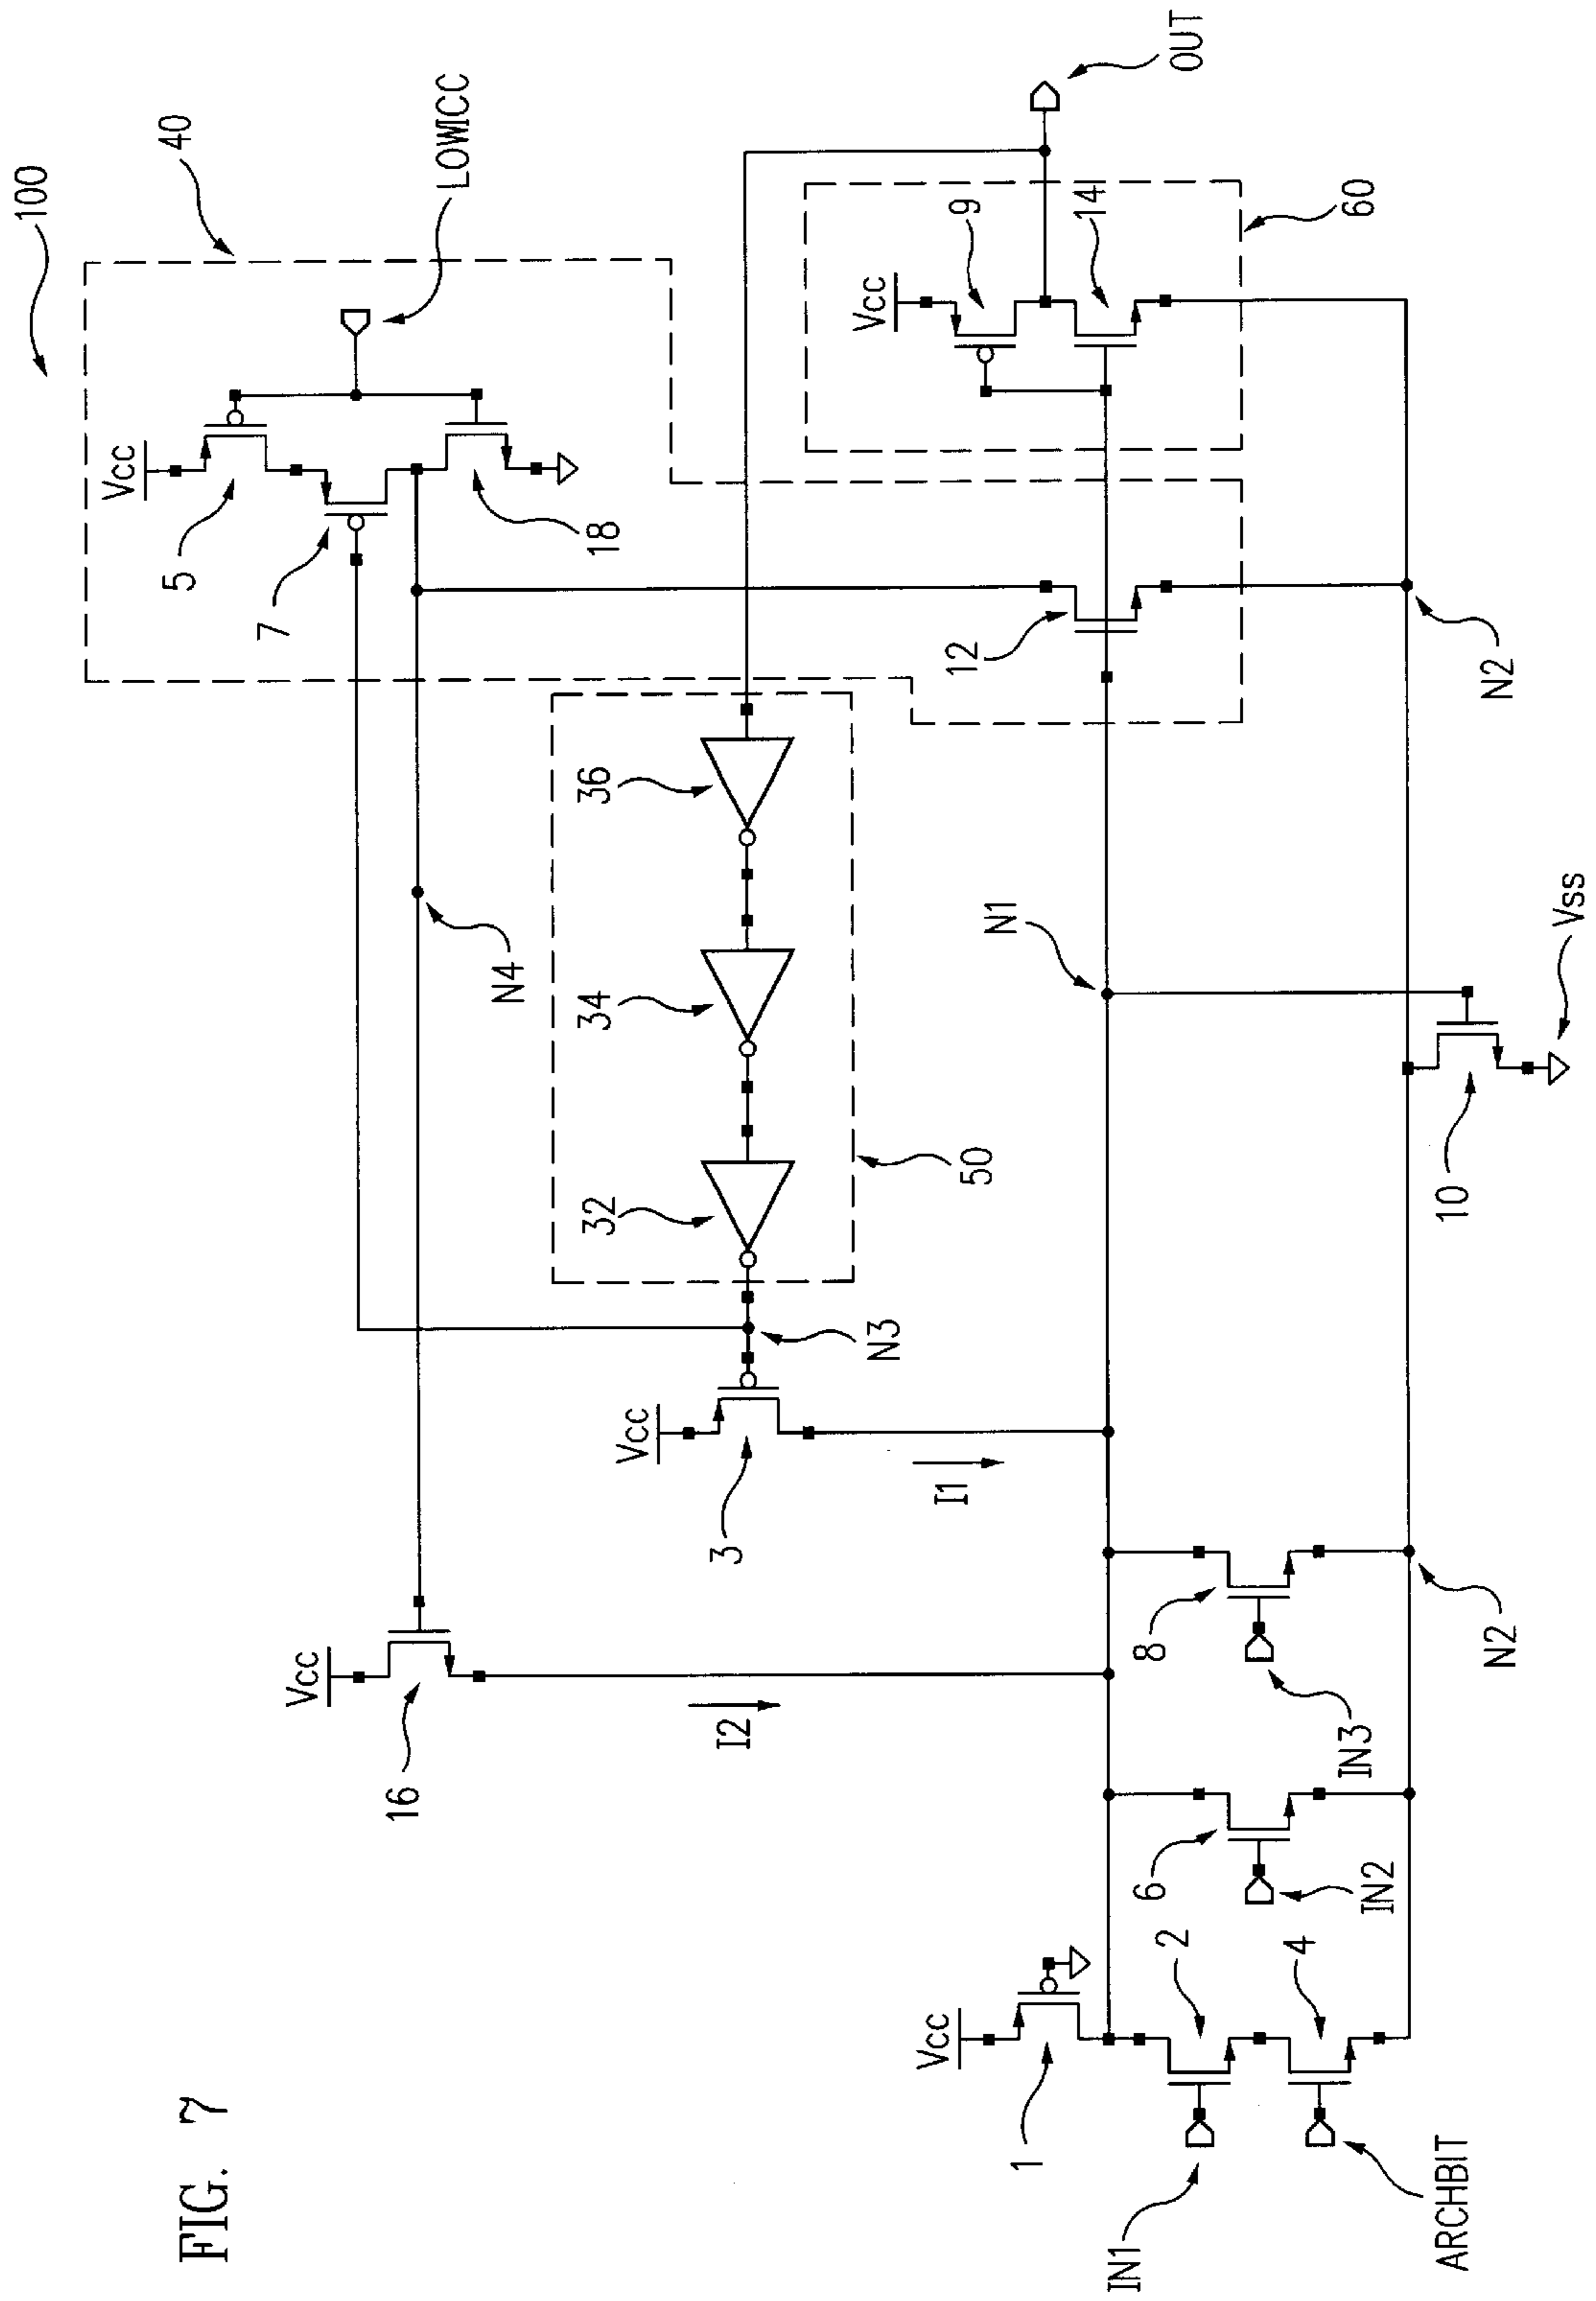 FIG. 7
100
40
LOWICC
Vcc
5
7
18
N4
Vcc
16
I2
OUT
Vcc
9
14
60
12
N2
36
34
32
50
N3
Vcc
3
I1
N1
Vss
10
8
IN3
N2
6
IN2
Vcc
1
2
4
IN1
ARCHBIT